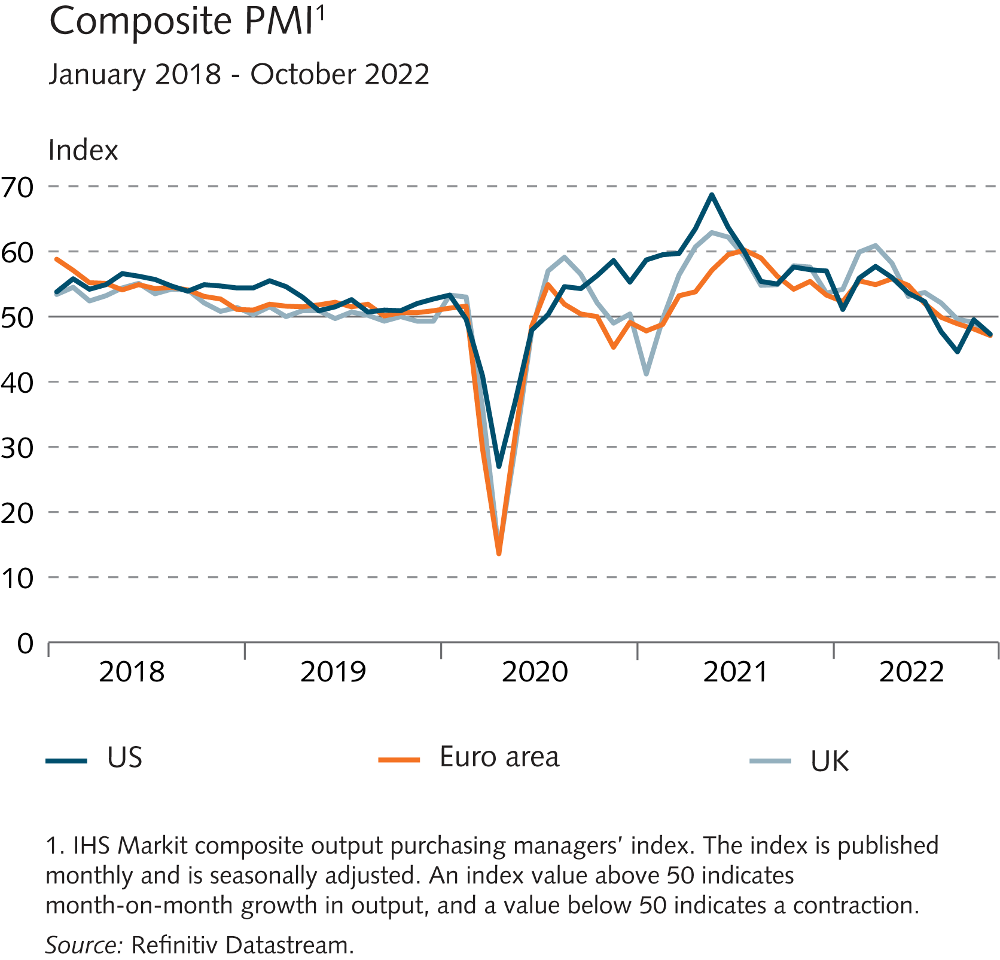 Composite PMI¹
January 2018 - October 2022
Index
70
60
50
40
30
20
10
0
2018 2019 2020 2021 2022
US Euro area UK
1. IHS Markit composite output purchasing managers’ index. The index is published
monthly and is seasonally adjusted. An index value above 50 indicates
month-on-month growth in output, and a value below 50 indicates a contraction.
Source: Refinitiv Datastream.